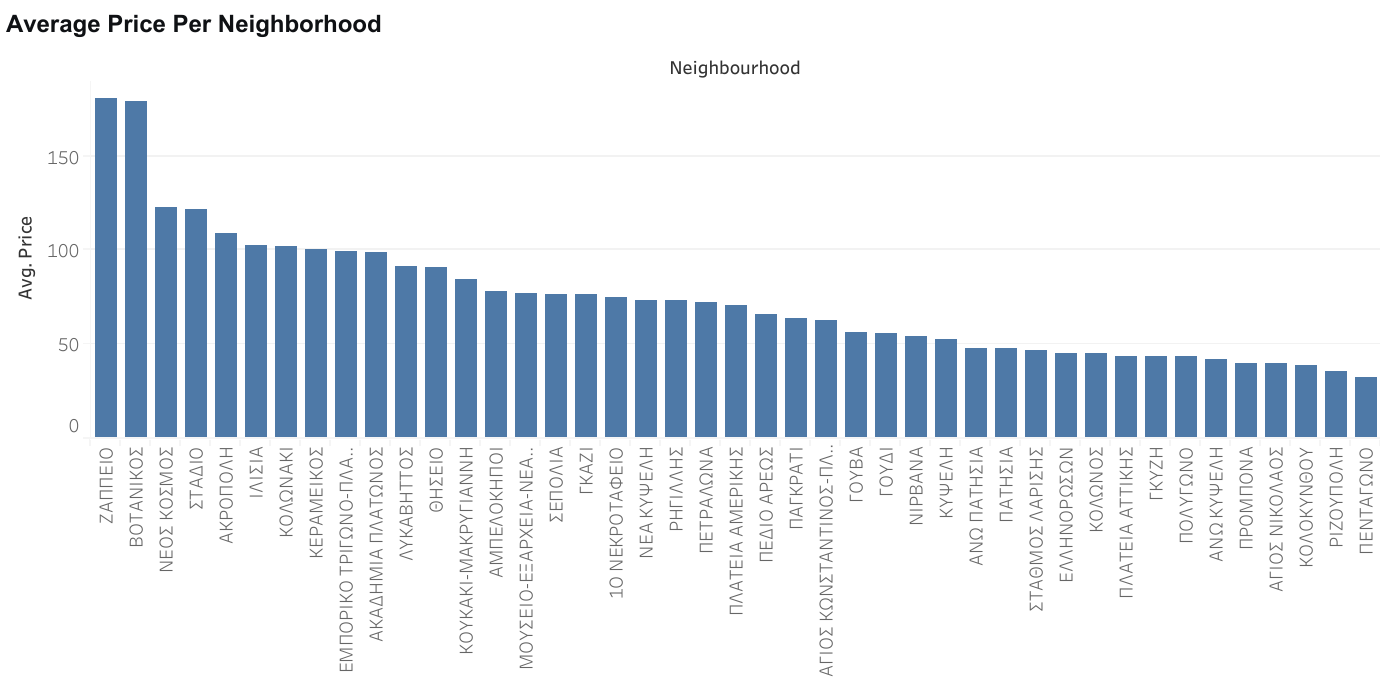 Average Price Per Neighborhood
Neighbourhood
Avg. Price
150
100
50
0
ΖΑΠΠΕΙΟ
ΒΟΤΑΝΙΚΟΣ
ΝΕΟΣ ΚΟΣΜΟΣ
ΣΤΑΔΙΟ
ΑΚΡΟΠΟΛΗ
ΙΛΙΣΙΑ
ΚΟΛΩΝΑΚΙ
ΚΕΡΑΜΕΙΚΟΣ
ΕΜΠΟΡΙΚΟ ΤΡΙΓΩΝΟ-ΠΛΑ..
ΑΚΑΔΗΜΙΑ ΠΛΑΤΩΝΟΣ
ΛΥΚΑΒΗΤΤΟΣ
ΘΗΣΕΙΟ
ΚΟΥΚΑΚΙ-ΜΑΚΡΥΓΙΑΝΝΗ
ΑΜΠΕΛΟΚΗΠΟΙ
ΜΟΥΣΕΙΟ-ΕΞΑΡΧΕΙΑ-ΝΕΑ..
ΣΕΠΟΛΙΑ
ΓΚΑΖΙ
1Ο ΝΕΚΡΟΤΑΦΕΙΟ
ΝΕΑ ΚΥΨΕΛΗ
ΡΗΓΙΛΛΗΣ
ΠΕΤΡΑΛΩΝΑ
ΠΛΑΤΕΙΑ ΑΜΕΡΙΚΗΣ
ΠΕΔΙΟ ΑΡΕΩΣ
ΠΑΓΚΡΑΤΙ
ΑΓΙΟΣ ΚΩΝΣΤΑΝΤΙΝΟΣ-ΠΛ..
ΓΟΥΒΑ
ΓΟΥΔΙ
ΝΙΡΒΑΝΑ
ΚΥΨΕΛΗ
ΑΝΩ ΠΑΤΗΣΙΑ
ΠΑΤΗΣΙΑ
ΣΤΑΘΜΟΣ ΛΑΡΙΣΗΣ
ΕΛΛΗΝΟΡΩΣΩΝ
ΚΟΛΩΝΟΣ
ΠΛΑΤΕΙΑ ΑΤΤΙΚΗΣ
ΓΚΥΖΗ
ΠΟΛΥΓΩΝΟ
ΑΝΩ ΚΥΨΕΛΗ
ΠΡΟΜΠΟΝΑ
ΑΓΙΟΣ ΝΙΚΟΛΑΟΣ
ΚΟΛΟΚΥΝΘΟΥ
ΡΙΖΟΥΠΟΛΗ
ΠΕΝΤΑΓΩΝΟ